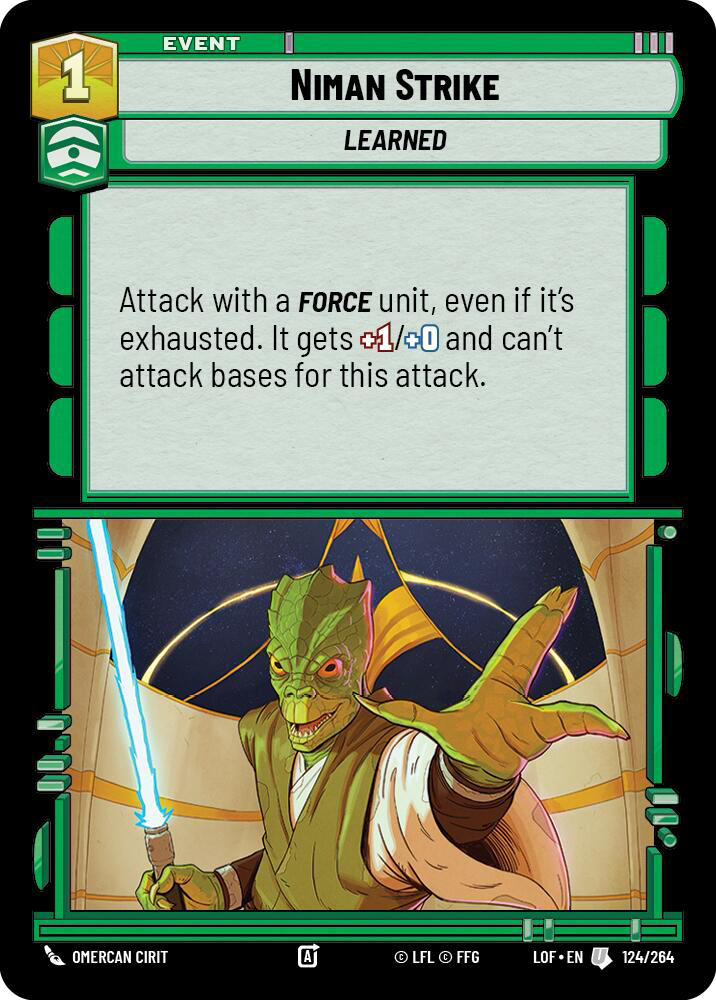 EVENT
1
NIMAN STRIKE
LEARNED
Attack with a FORCE unit, even if it's
exhausted. It gets +1/+0 and can't
attack bases for this attack.
OMERCAN CIRIT
A
© LFL © FFG
LOF • EN
U
124/264